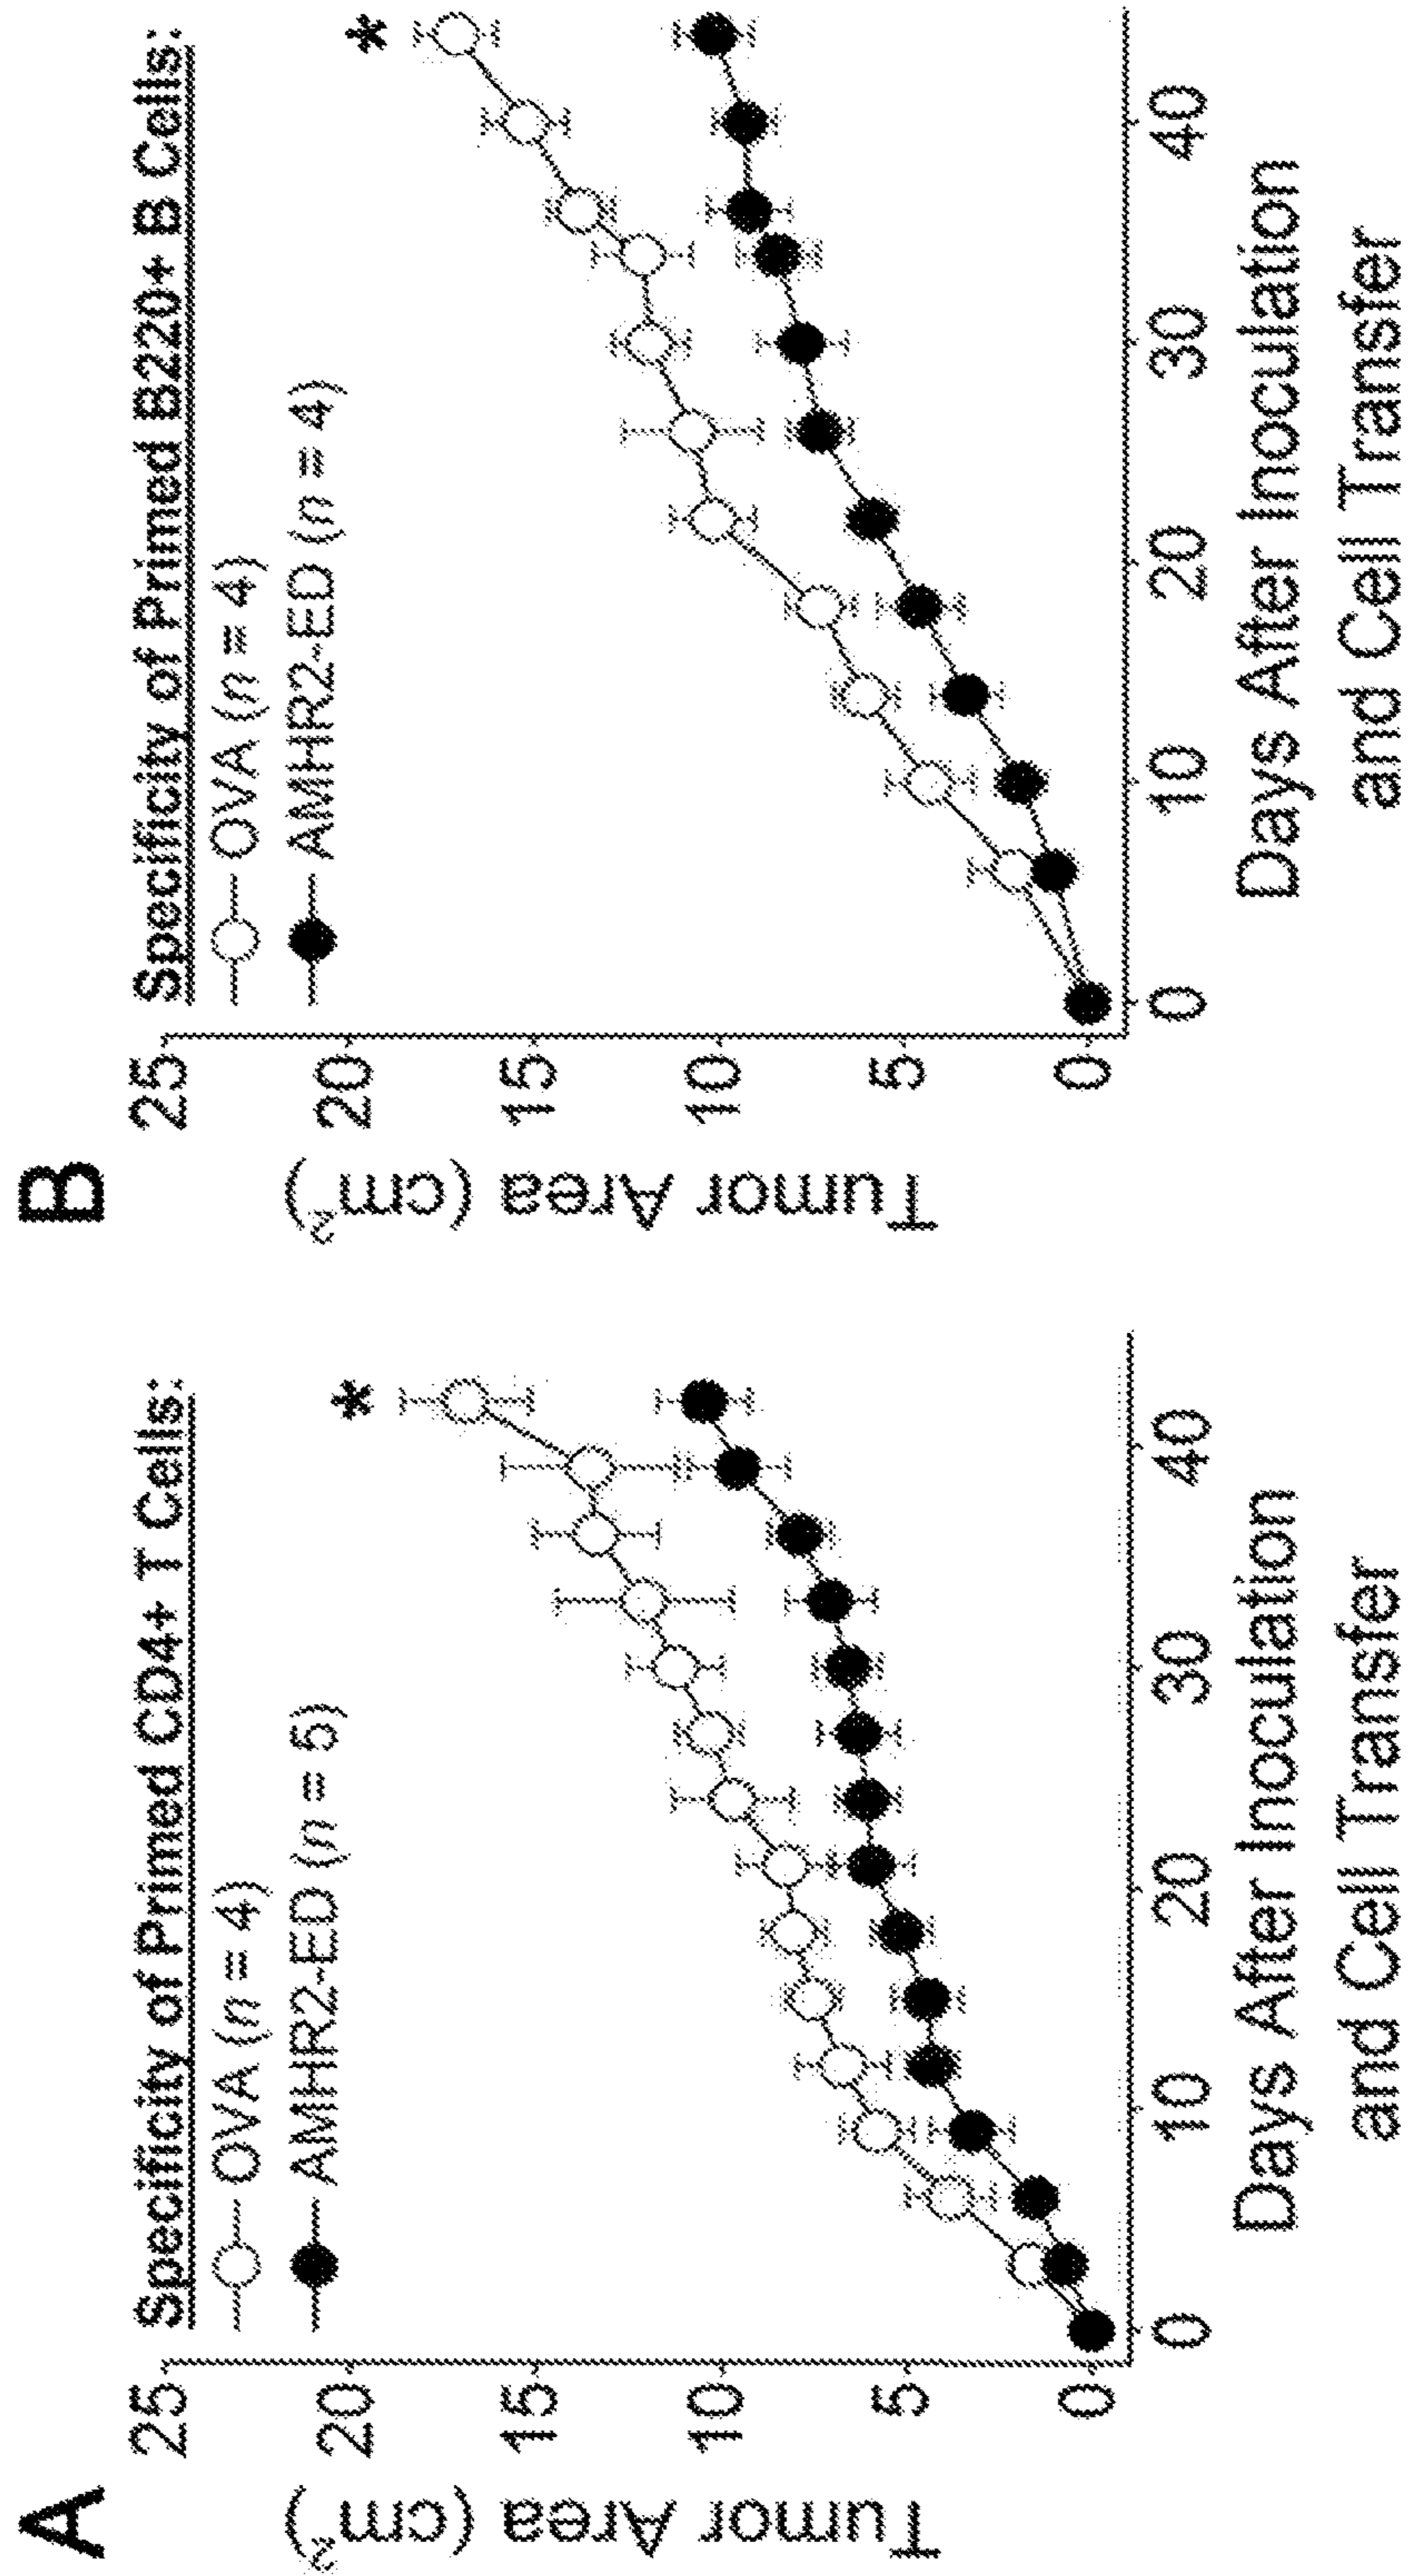 A
Specificity of Primed CD4+ T Cells:
OVA (n = 4)
AMHR2-ED (n = 5)
*
Tumor Area (cm²)
25
20
15
10
5
0
0 10 20 30 40
Days After Inoculation
and Cell Transfer
B
Specificity of Primed B220+ B Cells:
OVA (n = 4)
AMHR2-ED (n = 4)
*
Tumor Area (cm²)
25
20
15
10
5
0
0 10 20 30 40
Days After Inoculation
and Cell Transfer